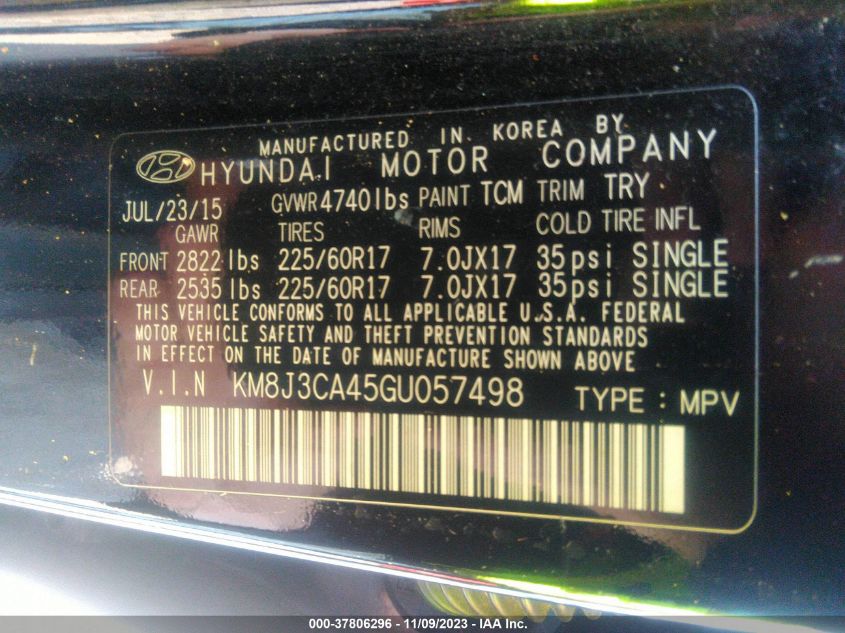 MANUFACTURED IN KOREA BY
HYUNDAI MOTOR COMPANY
JUL/23/15 GVWR 4740lbs PAINT TCM TRIM TRY
GAWR TIRES RIMS COLD TIRE INFL
FRONT 2822lbs 225/60R17 7.0JX17 35psi SINGLE
REAR 2535lbs 225/60R17 7.0JX17 35psi SINGLE
THIS VEHICLE CONFORMS TO ALL APPLICABLE U.S.A. FEDERAL
MOTOR VEHICLE SAFETY AND THEFT PREVENTION STANDARDS
IN EFFECT ON THE DATE OF MANUFACTURE SHOWN ABOVE
V.I.N KM8J3CA45GU057498 TYPE : MPV
000-37806296 - 11/09/2023 - IAA Inc.